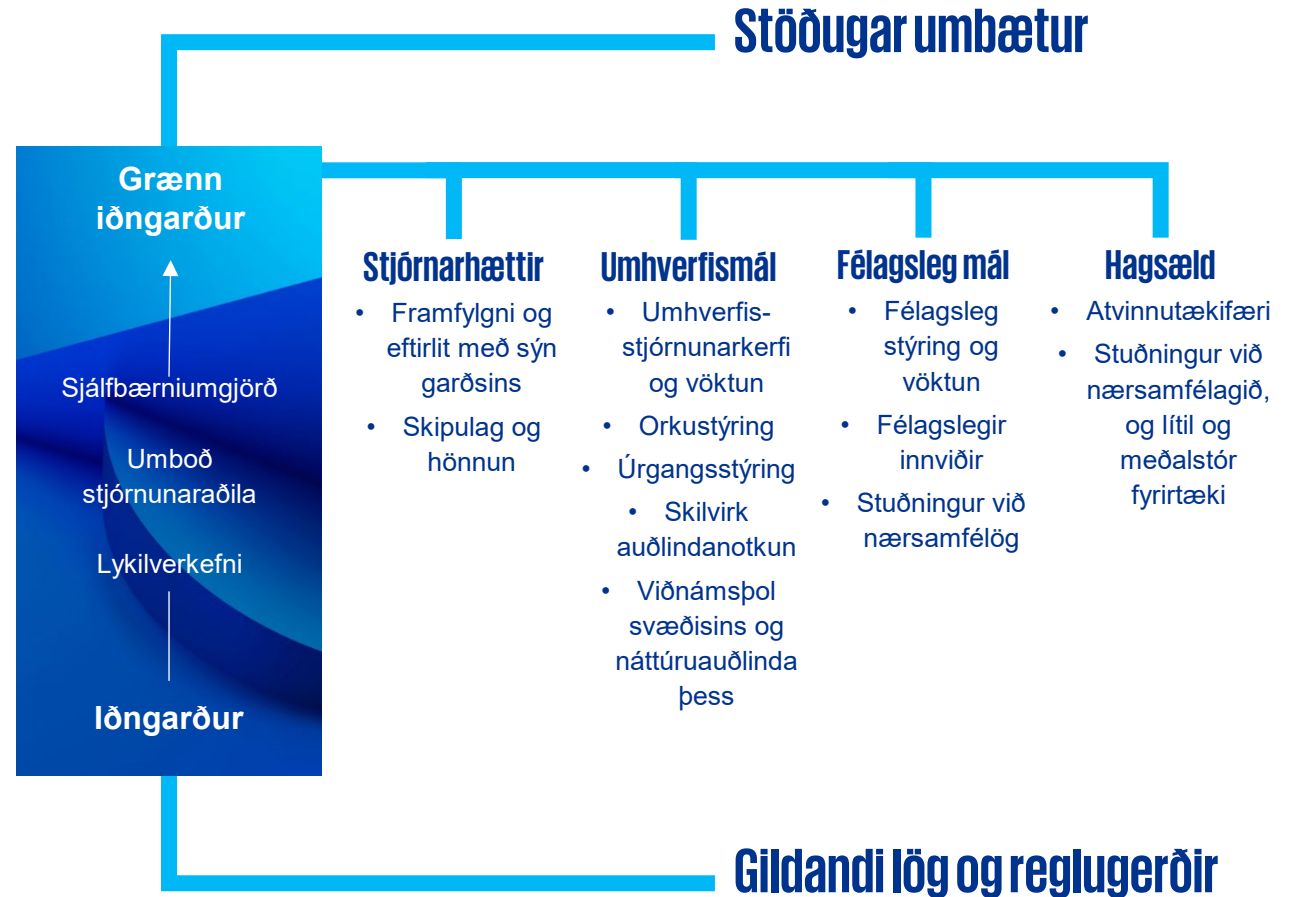 Stöðugar umbætur
Grænn
iðngarður
Sjálfbærniumgjörð
Umboð
stjórnunaraðila
Lykilverkefni
Iðngarður
Stjórnarhættir
• Framfylgni og
eftirlit með sýn
garðsins
• Skipulag og
hönnun
Umhverfismál
• Umhverfis-
stjórnunarkerfi
og vöktun
• Orkustýring
• Úrgangsstýring
• Skilvirk
auðlindanotkun
• Viðnámsþol
svæðisins og
náttúruauðlinda
þess
Félagsleg mál
• Félagsleg
stýring og
vöktun
• Félagslegir
innviðir
• Stuðningur við
nærsamfélög
Hagsæld
• Atvinnutækifæri
• Stuðningur við
nærsamfélagið,
og lítil og
meðalstór
fyrirtæki
Gildandi lög og reglugerðir